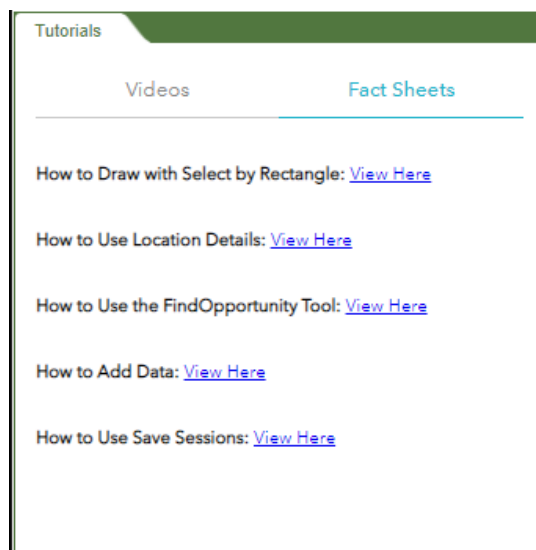 Tutorials
Videos
Fact Sheets
How to Draw with Select by Rectangle: View Here
How to Use Location Details: View Here
How to Use the FindOpportunity Tool: View Here
How to Add Data: View Here
How to Use Save Sessions: View Here